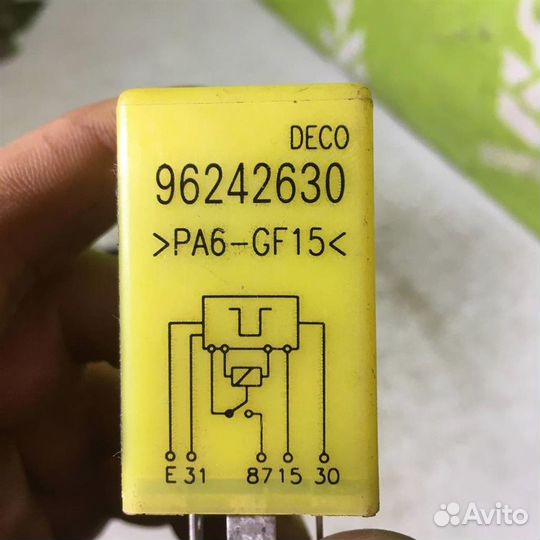 DECO
96242630
>PA6-GF15<
E 31 87 15 30
Avito